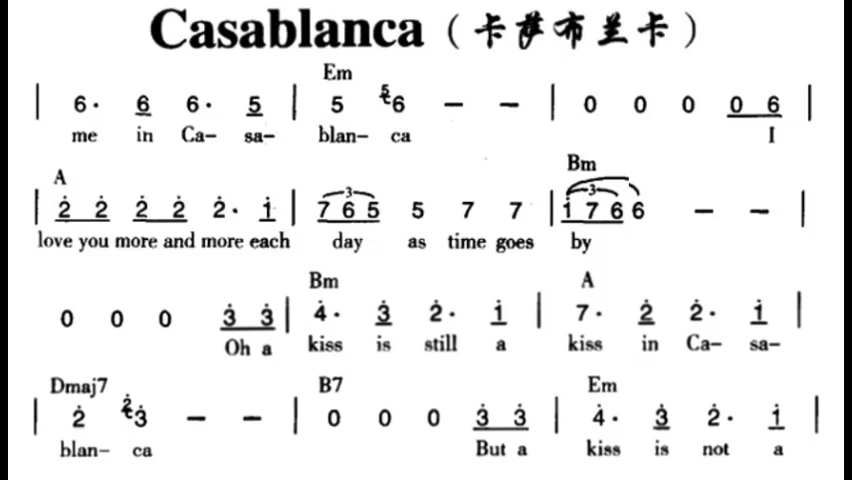 Casablanca (卡萨布兰卡)
Em
| 6· 6 6· 5 | 5 56 – – | 0 0 0 0 6 |
me in Ca– sa– blan– ca I
A Bm
| 2̇ 2̇ 2̇ 2̇ 2̇· 1̇ | 3 7 6 5 5 7 7 | 3 1̇ 7 6 6 – – |
love you more and more each day as time goes by
Bm A
0 0 0 3̇ 3̇ | 4̇· 3̇ 2̇· 1̇ | 7· 2̇ 2̇· 1̇ |
Oh a kiss is still a kiss in Ca– sa–
Dmaj7 B7 Em
| 2̇ 2̇3̇ – – | 0 0 0 3̇ 3̇ | 4̇· 3̇ 2̇· 1̇ |
blan– ca But a kiss is not a